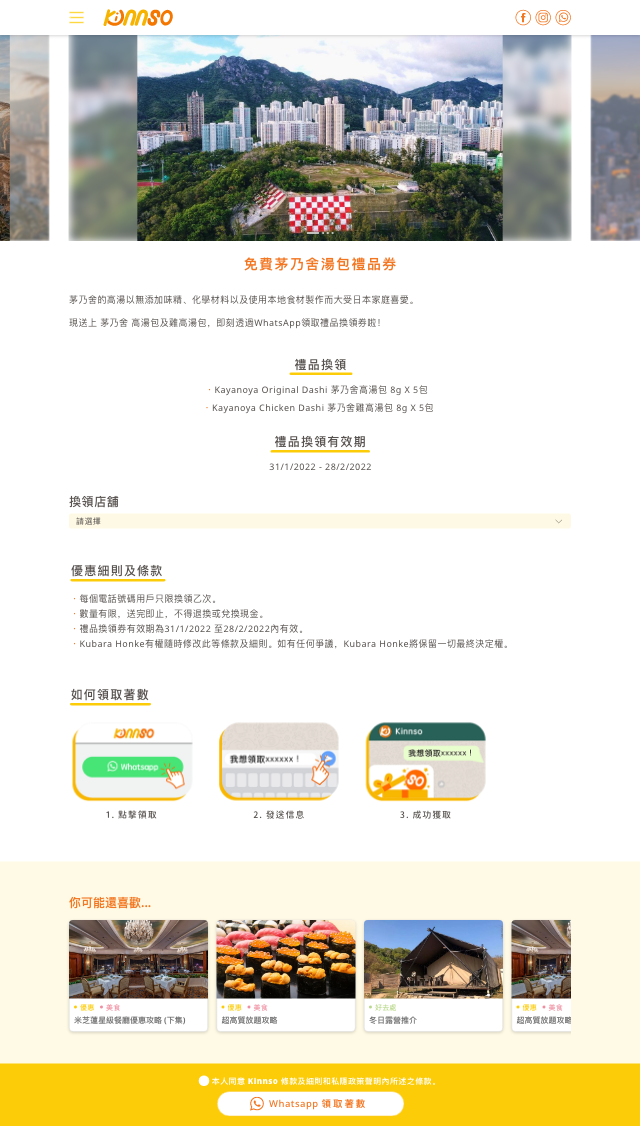 Kinnso
免費茅乃舍湯包禮品券
茅乃舍的高湯以無添加味精、化學材料以及使用本地食材製作而大受日本家庭喜愛。
現送上 茅乃舍 高湯包及雞高湯包，即刻透過WhatsApp領取禮品換領券啦！
禮品換領
· Kayanoya Original Dashi 茅乃舍高湯包 8g X 5包
· Kayanoya Chicken Dashi 茅乃舍雞高湯包 8g X 5包
禮品換領有效期
31/1/2022 - 28/2/2022
換領店舖
請選擇
優惠細則及條款
· 每個電話號碼用戶只限換領乙次。
· 數量有限，送完即止，不得退換或兌換現金。
· 禮品換領券有效期為31/1/2022 至28/2/2022內有效。
· Kubara Honke有權隨時修改此等條款及細則。如有任何爭議，Kubara Honke將保留一切最終決定權。
如何領取著數
Kinnso
Whatsapp
1. 點擊領取
我想領取xxxxxx！
2. 發送信息
Kinnso
我想領取xxxxxx！
SO
3. 成功獲取
你可能還喜歡...
優惠 美食
米芝蓮星級餐廳優惠攻略 (下集)
優惠 美食
超高質放題攻略
好去處
冬日露營推介
優惠 美食
超高質放題攻略
本人同意 Kinnso 條款及細則和私隱政策聲明內所述之條款。
Whatsapp 領取著數